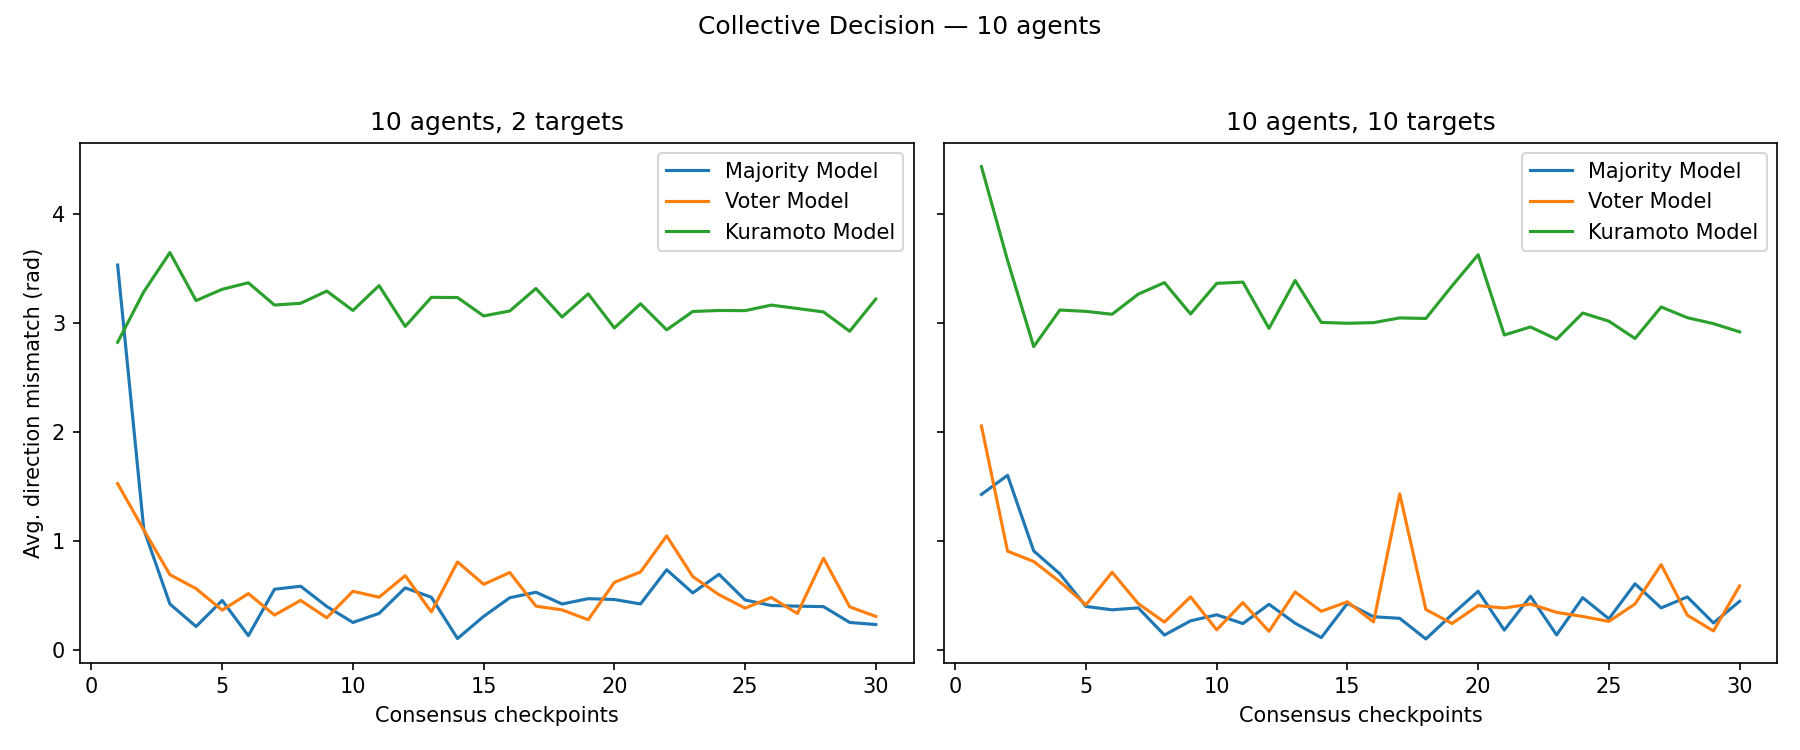 Collective Decision — 10 agents
10 agents, 2 targets
Majority Model
Voter Model
Kuramoto Model
Avg. direction mismatch (rad)
4
3
2
1
0
0 5 10 15 20 25 30
Consensus checkpoints
10 agents, 10 targets
Majority Model
Voter Model
Kuramoto Model
0 5 10 15 20 25 30
Consensus checkpoints